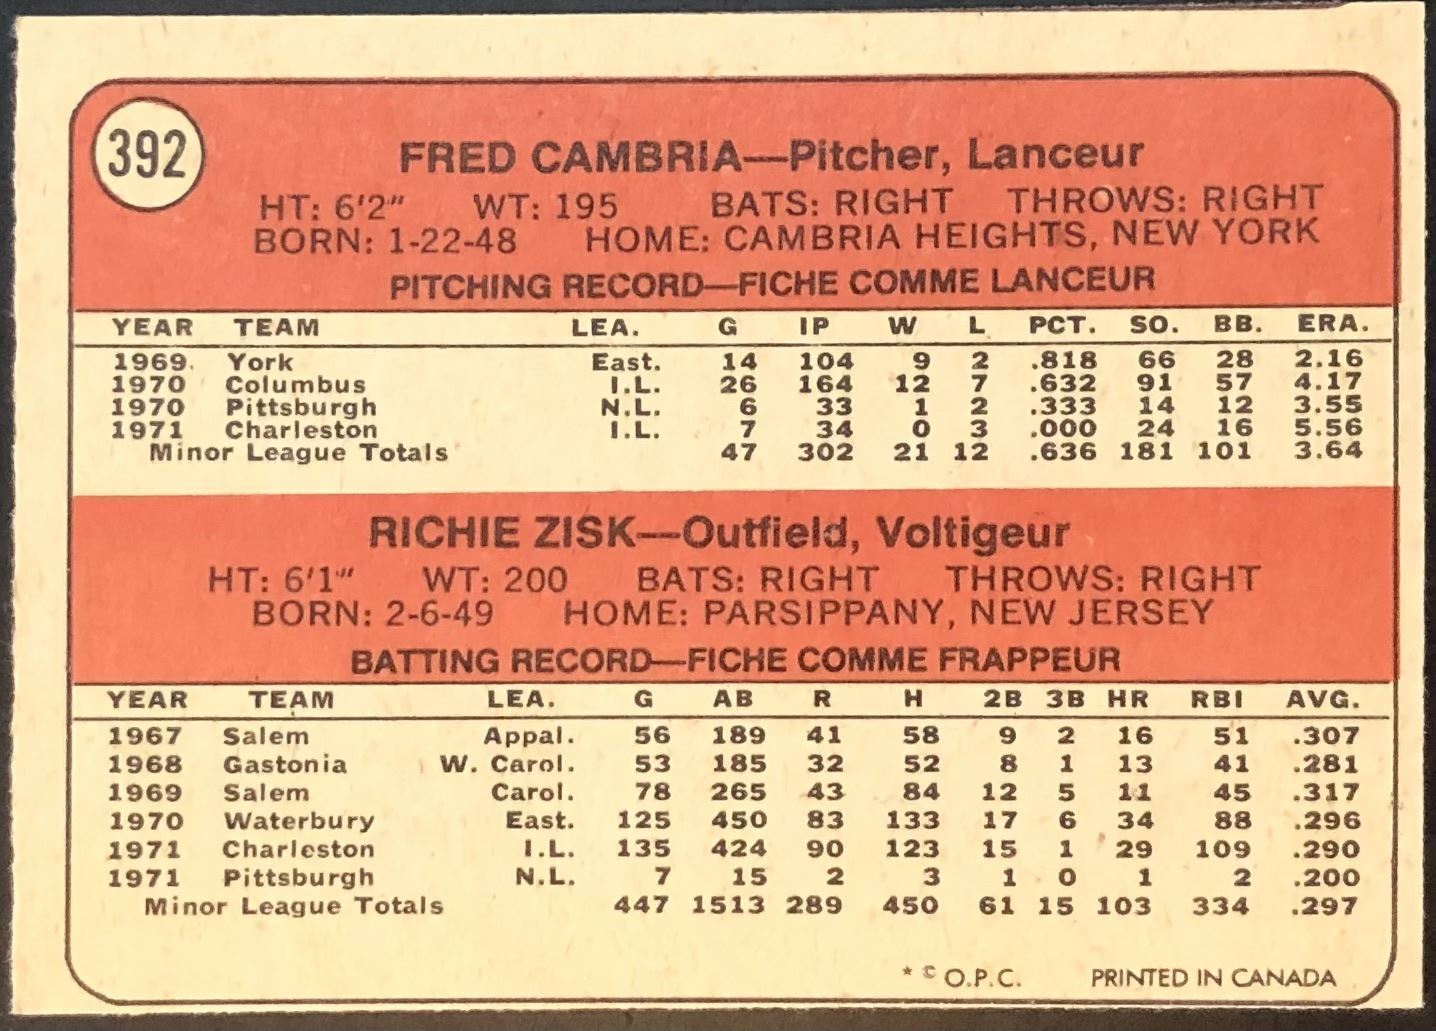 392
FRED CAMBRIA—Pitcher, Lanceur
HT: 6'2" WT: 195 BATS: RIGHT THROWS: RIGHT
BORN: 1-22-48 HOME: CAMBRIA HEIGHTS, NEW YORK
PITCHING RECORD—FICHE COMME LANCEUR
YEAR TEAM LEA. G IP W L PCT. SO. BB. ERA.
1969 York East. 14 104 9 2 .818 66 28 2.16
1970 Columbus I.L. 26 164 12 7 .632 91 57 4.17
1970 Pittsburgh N.L. 6 33 1 2 .333 14 12 3.55
1971 Charleston I.L. 7 34 0 3 .000 24 16 5.56
Minor League Totals 47 302 21 12 .636 181 101 3.64
RICHIE ZISK—Outfield, Voltigeur
HT: 6'1"' WT: 200 BATS: RIGHT THROWS: RIGHT
BORN: 2-6-49 HOME: PARSIPPANY, NEW JERSEY
BATTING RECORD—FICHE COMME FRAPPEUR
YEAR TEAM LEA. G AB R H 2B 3B HR RBI AVG.
1967 Salem Appal. 56 189 41 58 9 2 16 51 .307
1968 Gastonia W. Carol. 53 185 32 52 8 1 13 41 .281
1969 Salem Carol. 78 265 43 84 12 5 11 45 .317
1970 Waterbury East. 125 450 83 133 17 6 34 88 .296
1971 Charleston I.L. 135 424 90 123 15 1 29 109 .290
1971 Pittsburgh N.L. 7 15 2 3 1 0 1 2 .200
Minor League Totals 447 1513 289 450 61 15 103 334 .297
* © O.P.C. PRINTED IN CANADA